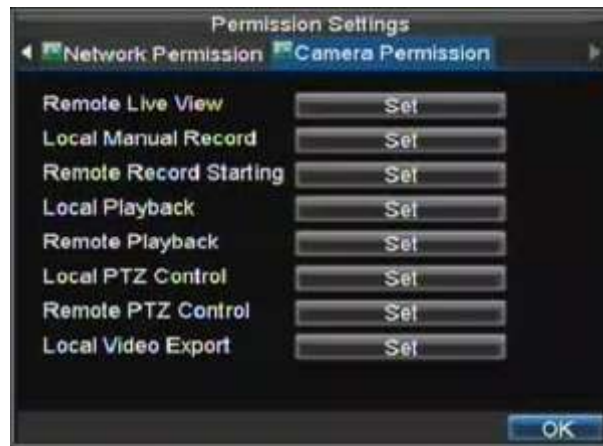 Permission Settings
Network Permission Camera Permission
Remote Live View Set
Local Manual Record Set
Remote Record Starting Set
Local Playback Set
Remote Playback Set
Local PTZ Control Set
Remote PTZ Control Set
Local Video Export Set
OK